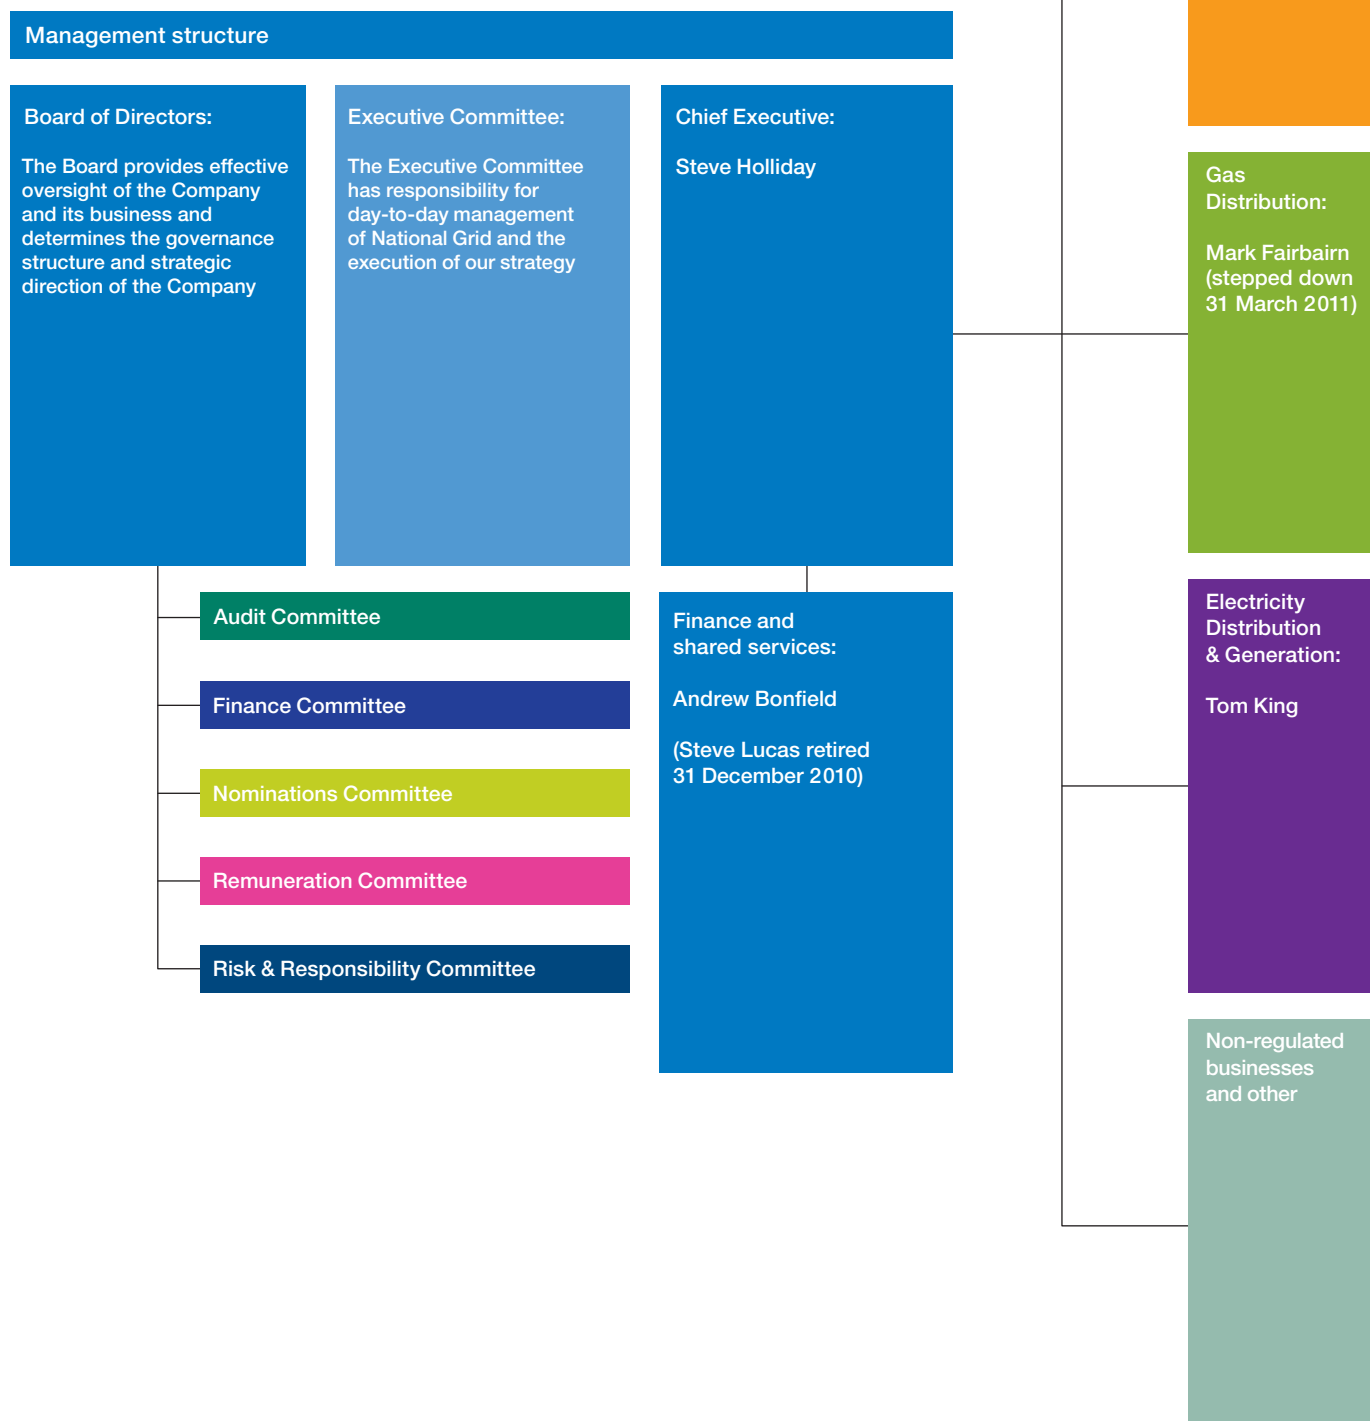 Management structure
Board of Directors:
The Board provides effective
oversight of the Company
and its business and
determines the governance
structure and strategic
direction of the Company
Executive Committee:
The Executive Committee
has responsibility for
day-to-day management
of National Grid and the
execution of our strategy
Chief Executive:
Steve Holliday
Audit Committee
Finance Committee
Nominations Committee
Remuneration Committee
Risk & Responsibility Committee
Finance and
shared services:
Andrew Bonfield
(Steve Lucas retired
31 December 2010)
Gas
Distribution:
Mark Fairbairn
(stepped down
31 March 2011)
Electricity
Distribution
& Generation:
Tom King
Non-regulated
businesses
and other